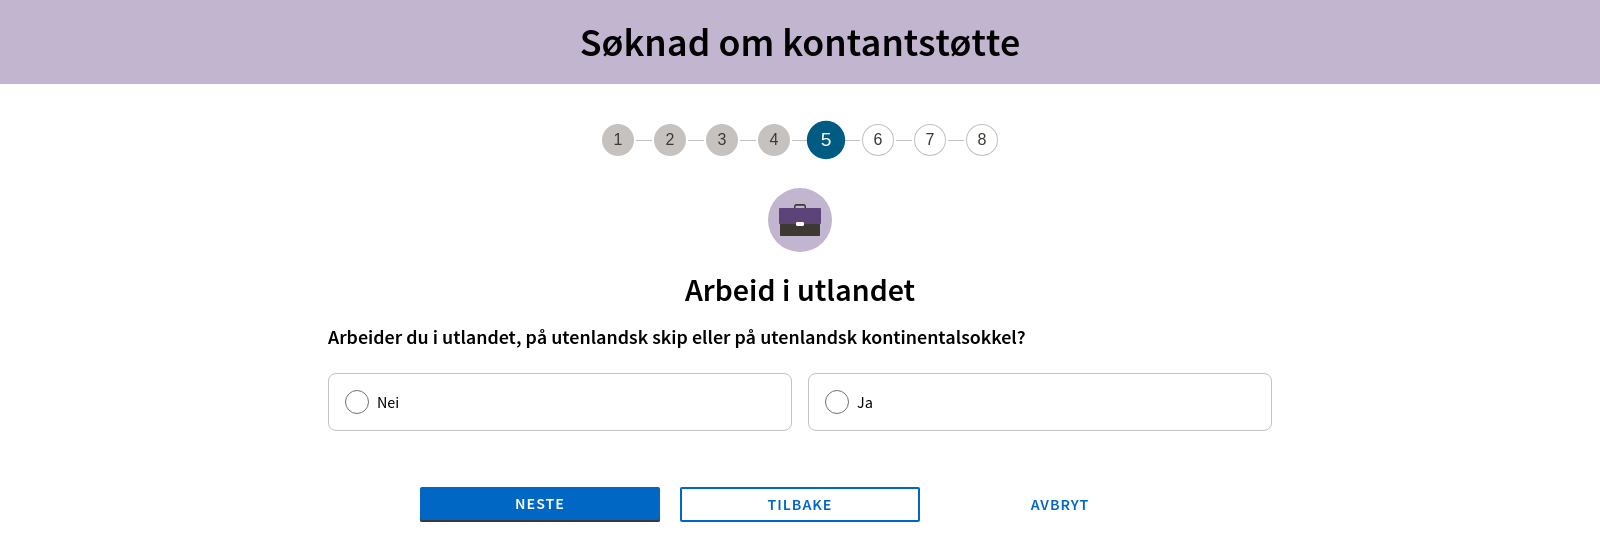 Søknad om kontantstøtte
1 2 3 4 5 6 7 8
Arbeid i utlandet
Arbeider du i utlandet, på utenlandsk skip eller på utenlandsk kontinentalsokkel?
Nei Ja
NESTE TILBAKE AVBRYT